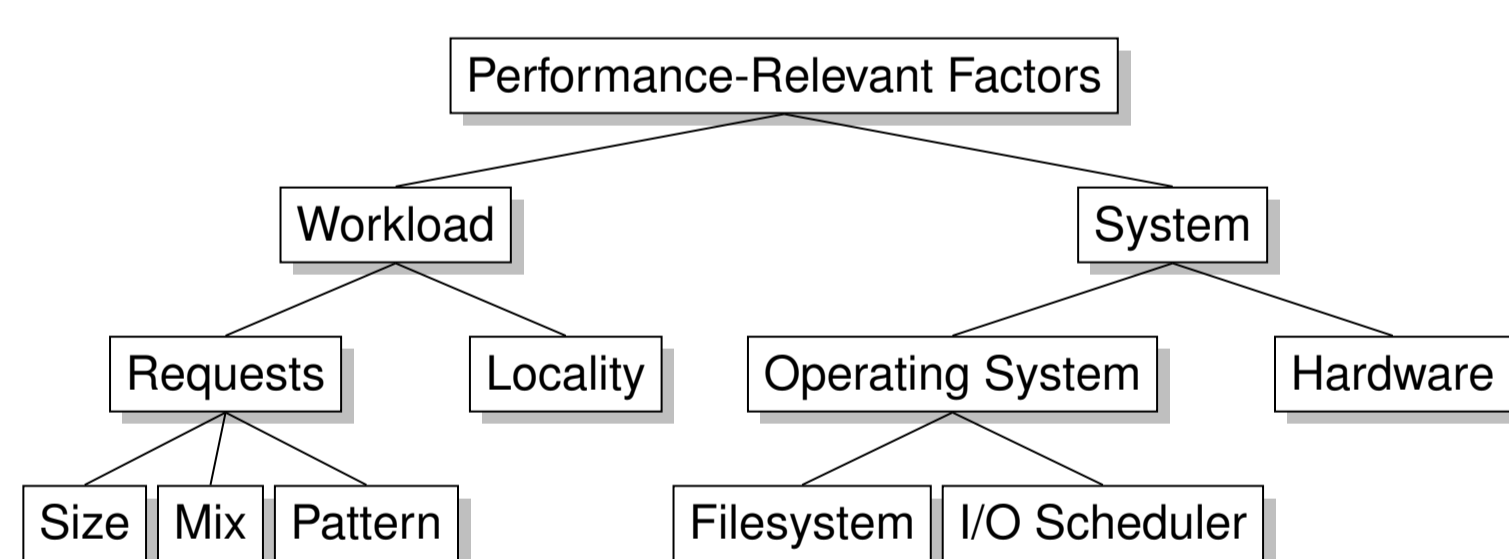 Performance-Relevant Factors
Workload
System
Requests
Locality
Operating System
Hardware
Size
Mix
Pattern
Filesystem
I/O Scheduler